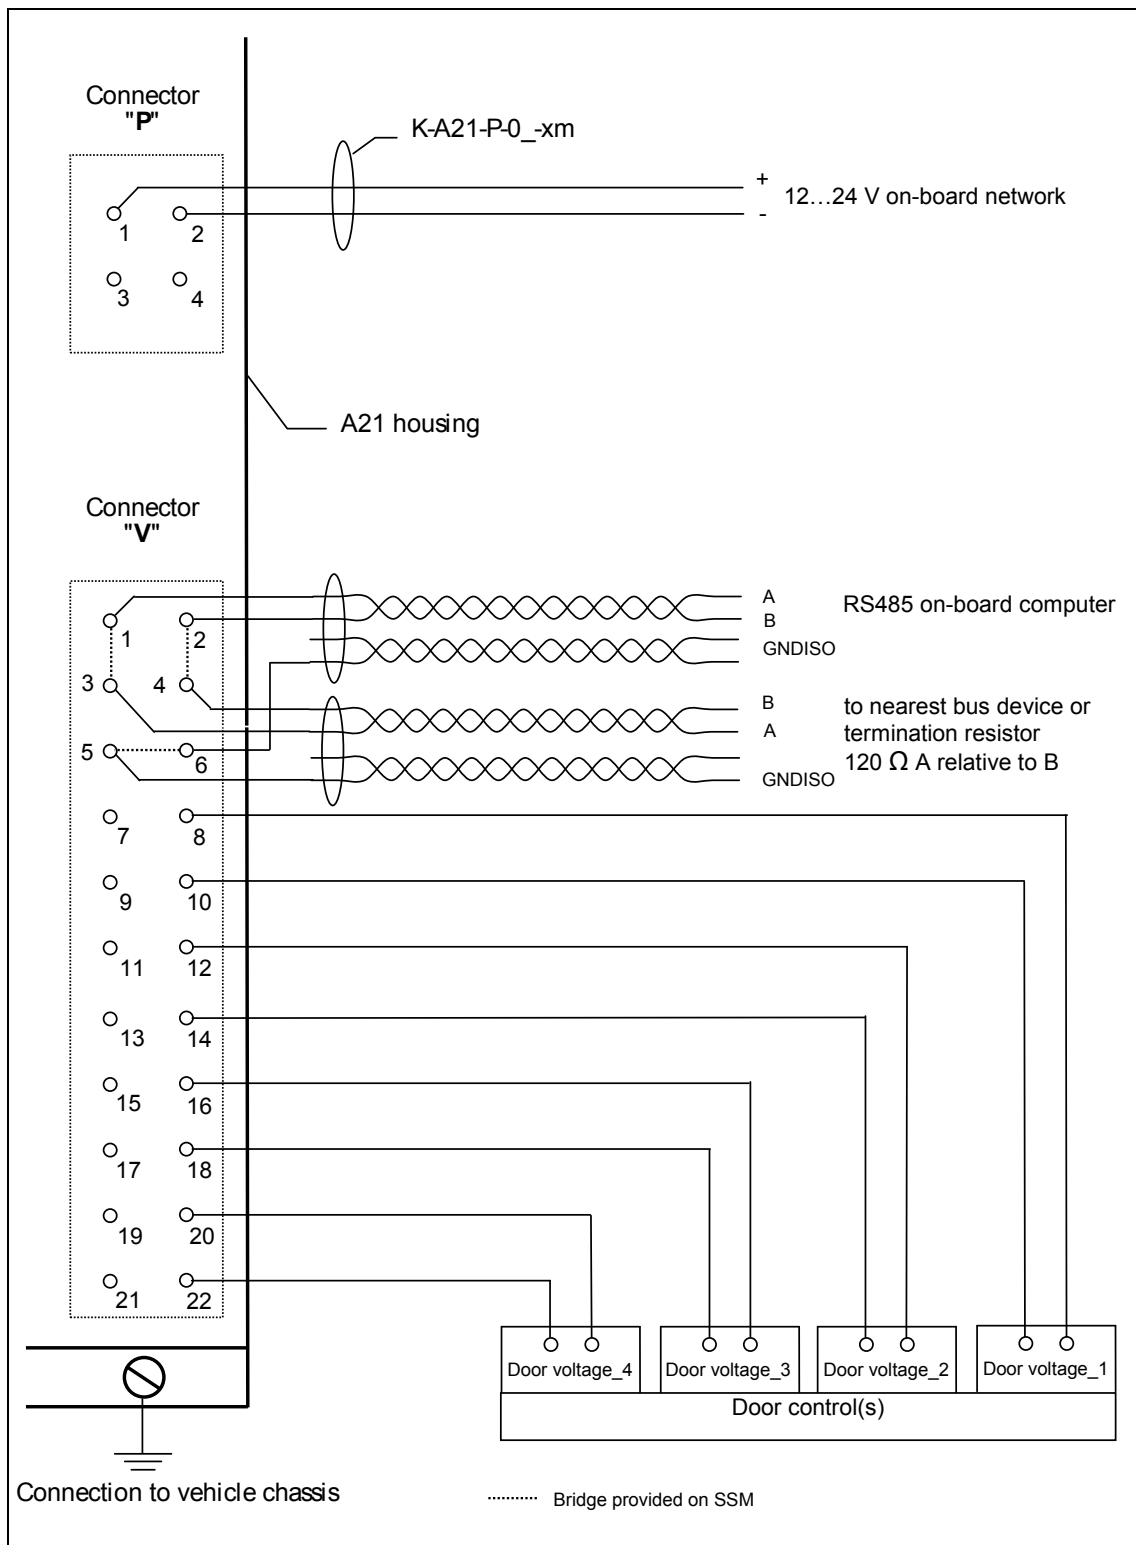 Connector
"P"
K-A21-P-0_-xm
+
12…24 V on-board network
-
1
2
3
4
A21 housing
Connector
"V"
A
RS485 on-board computer
B
GNDISO
1
2
3
4
B
to nearest bus device or
A
termination resistor
120 Ω A relative to B
GNDISO
5
6
7
8
9
10
11
12
13
14
15
16
17
18
19
20
21
22
Door voltage_4
Door voltage_3
Door voltage_2
Door voltage_1
Door control(s)
Connection to vehicle chassis
Bridge provided on SSM